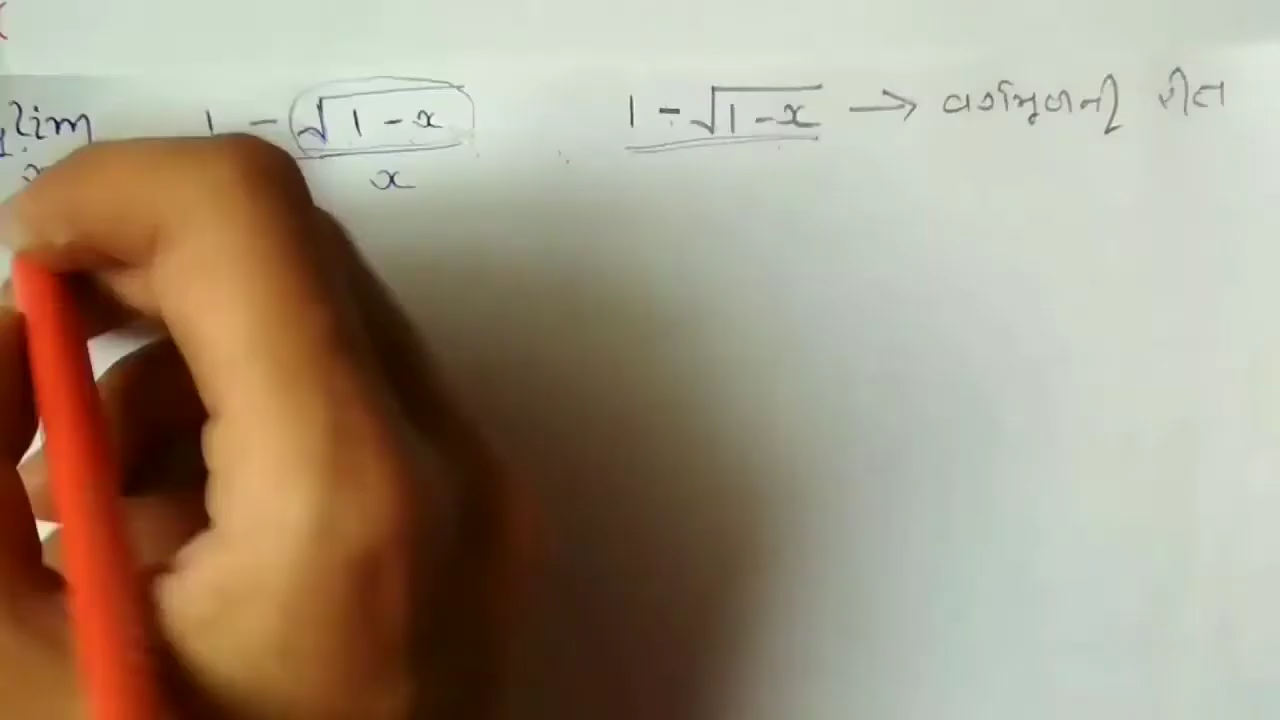 lim 1 - √1 - x 1 - √1 - x → વર્ગમૂળની રીત
x x